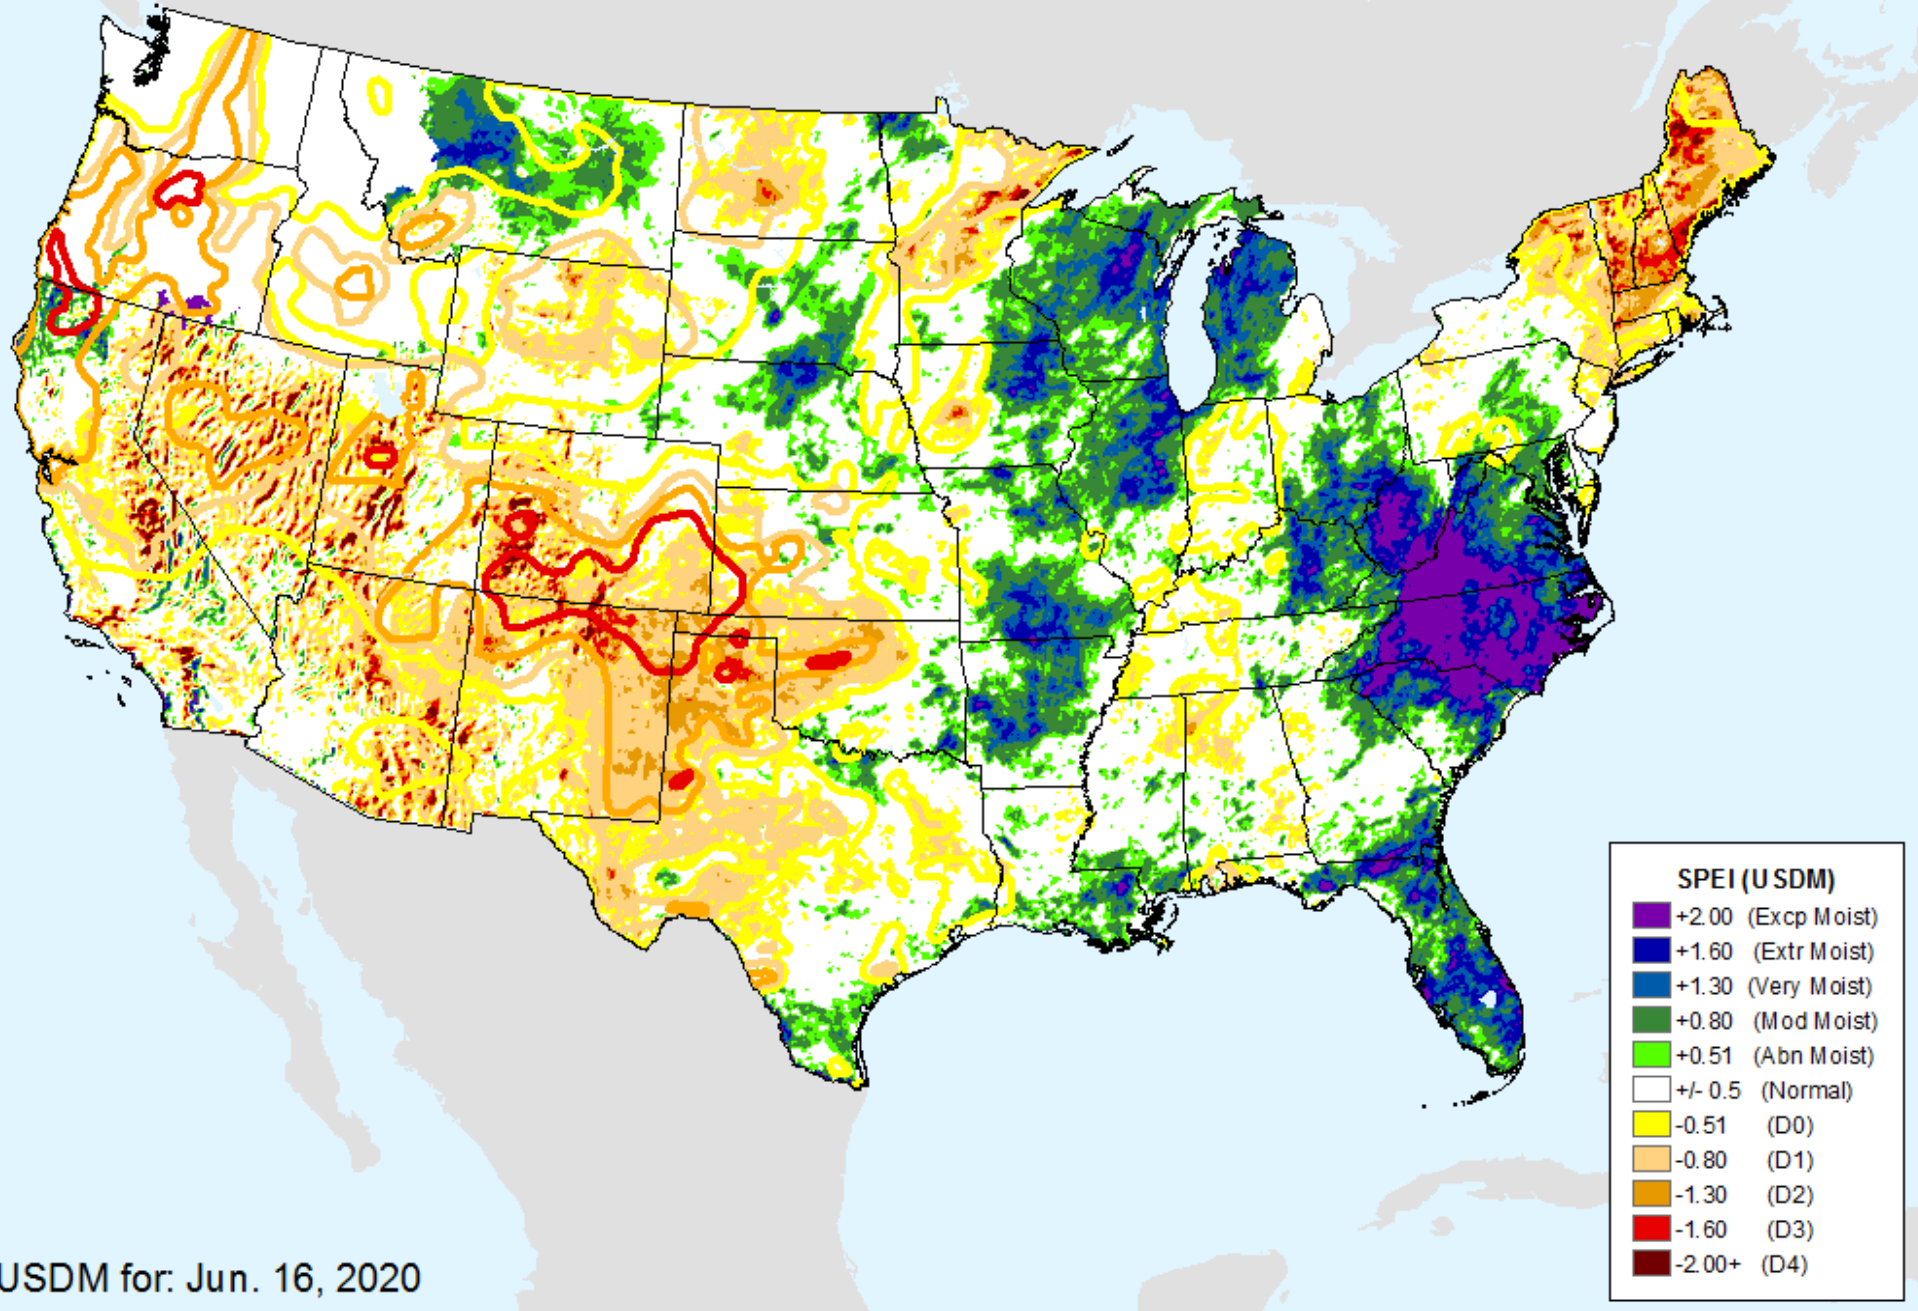 SPEI (USDM)
+2.00 (Excp Moist)
+1.60 (Extr Moist)
+1.30 (Very Moist)
+0.80 (Mod Moist)
+0.51 (Abn Moist)
+/- 0.5 (Normal)
-0.51 (D0)
-0.80 (D1)
-1.30 (D2)
-1.60 (D3)
-2.00+ (D4)
USDM for: Jun. 16, 2020